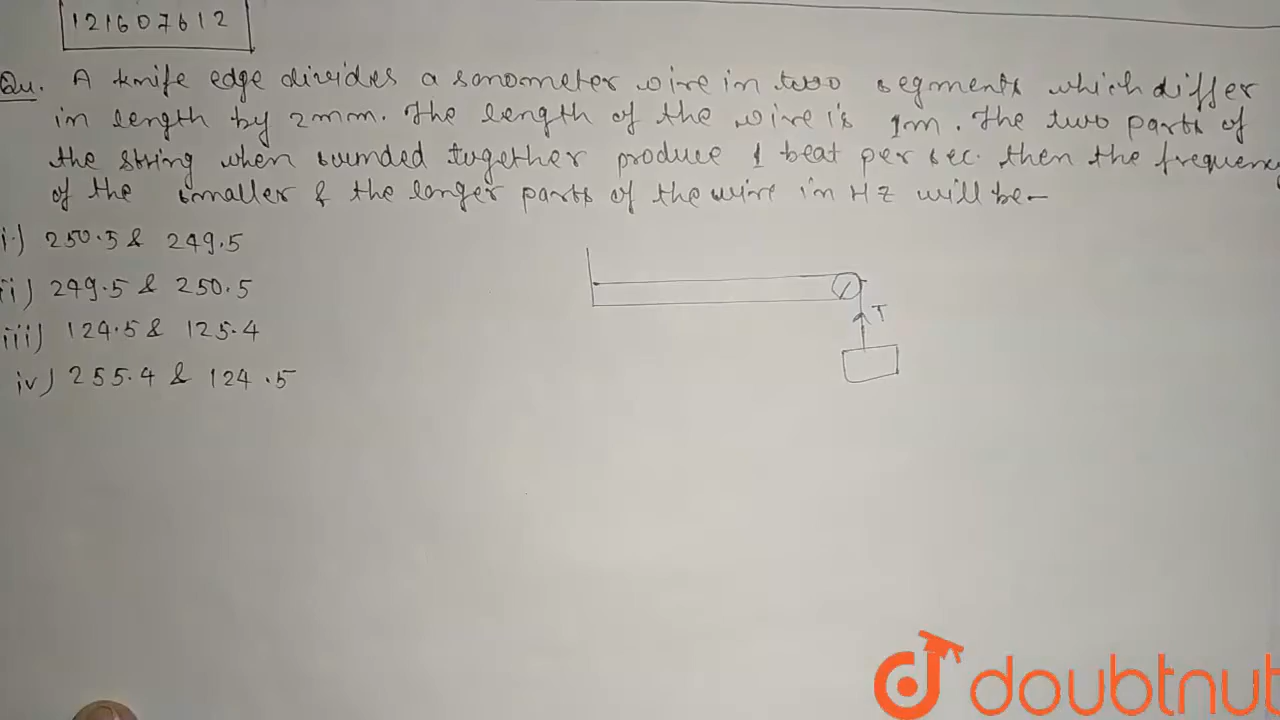 121607612
Qu. A knife edge divides a sonometer wire in two segments which differ
in length by 2mm. The length of the wire is 1m. The two parts of
the string when sounded together produce 1 beat per sec. then the frequency
of the smaller & the longer parts of the wire in HZ will be-
i.) 250.5 & 249.5
ii) 249.5 & 250.5
iii) 124.5 & 125.4
iv) 255.4 & 124.5
T
doubtnut